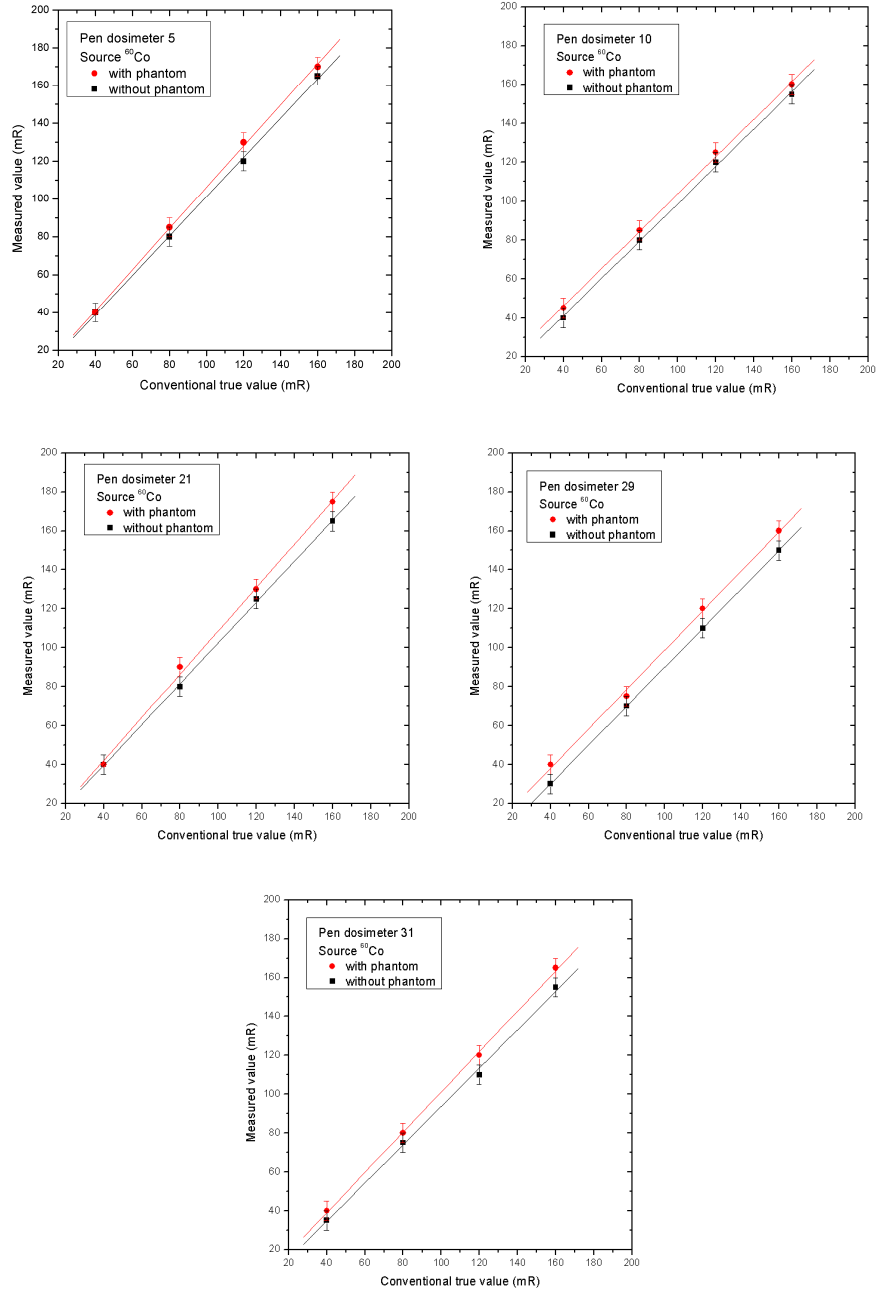 Pen dosimeter 5
Source ⁶⁰Co
with phantom
without phantom
Measured value (mR)
200
180
160
140
120
100
80
60
40
20
20 40 60 80 100 120 140 160 180 200
Conventional true value (mR)
Pen dosimeter 10
Source ⁶⁰Co
with phantom
without phantom
Measured value (mR)
200
180
160
140
120
100
80
60
40
20
20 40 60 80 100 120 140 160 180 200
Conventional true value (mR)
Pen dosimeter 21
Source ⁶⁰Co
with phantom
without phantom
Measured value (mR)
200
180
160
140
120
100
80
60
40
20
20 40 60 80 100 120 140 160 180 200
Conventional true value (mR)
Pen dosimeter 29
Source ⁶⁰Co
with phantom
without phantom
Measured value (mR)
200
180
160
140
120
100
80
60
40
20
20 40 60 80 100 120 140 160 180 200
Conventional true value (mR)
Pen dosimeter 31
Source ⁶⁰Co
with phantom
without phantom
Measured value (mR)
200
180
160
140
120
100
80
60
40
20
20 40 60 80 100 120 140 160 180 200
Conventional true value (mR)